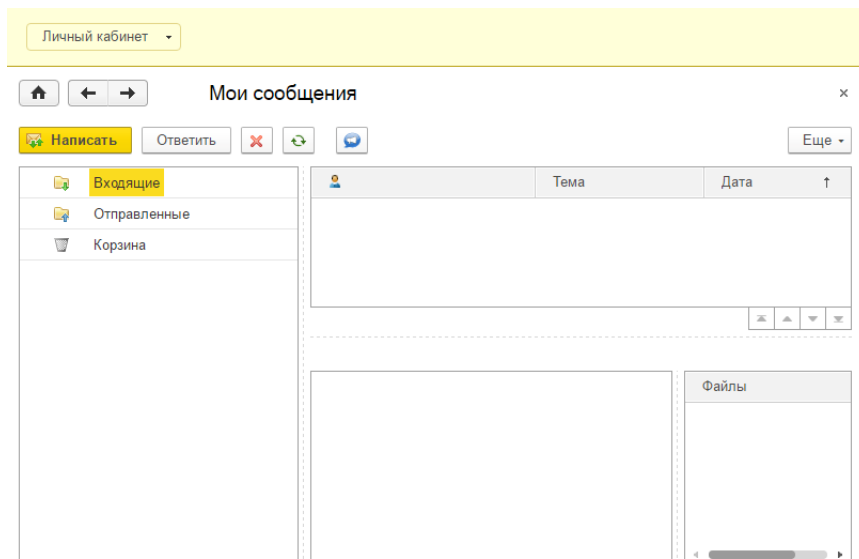 Личный кабинет
Мои сообщения
Написать Ответить Еще
Входящие
Отправленные
Корзина
Тема Дата
Файлы